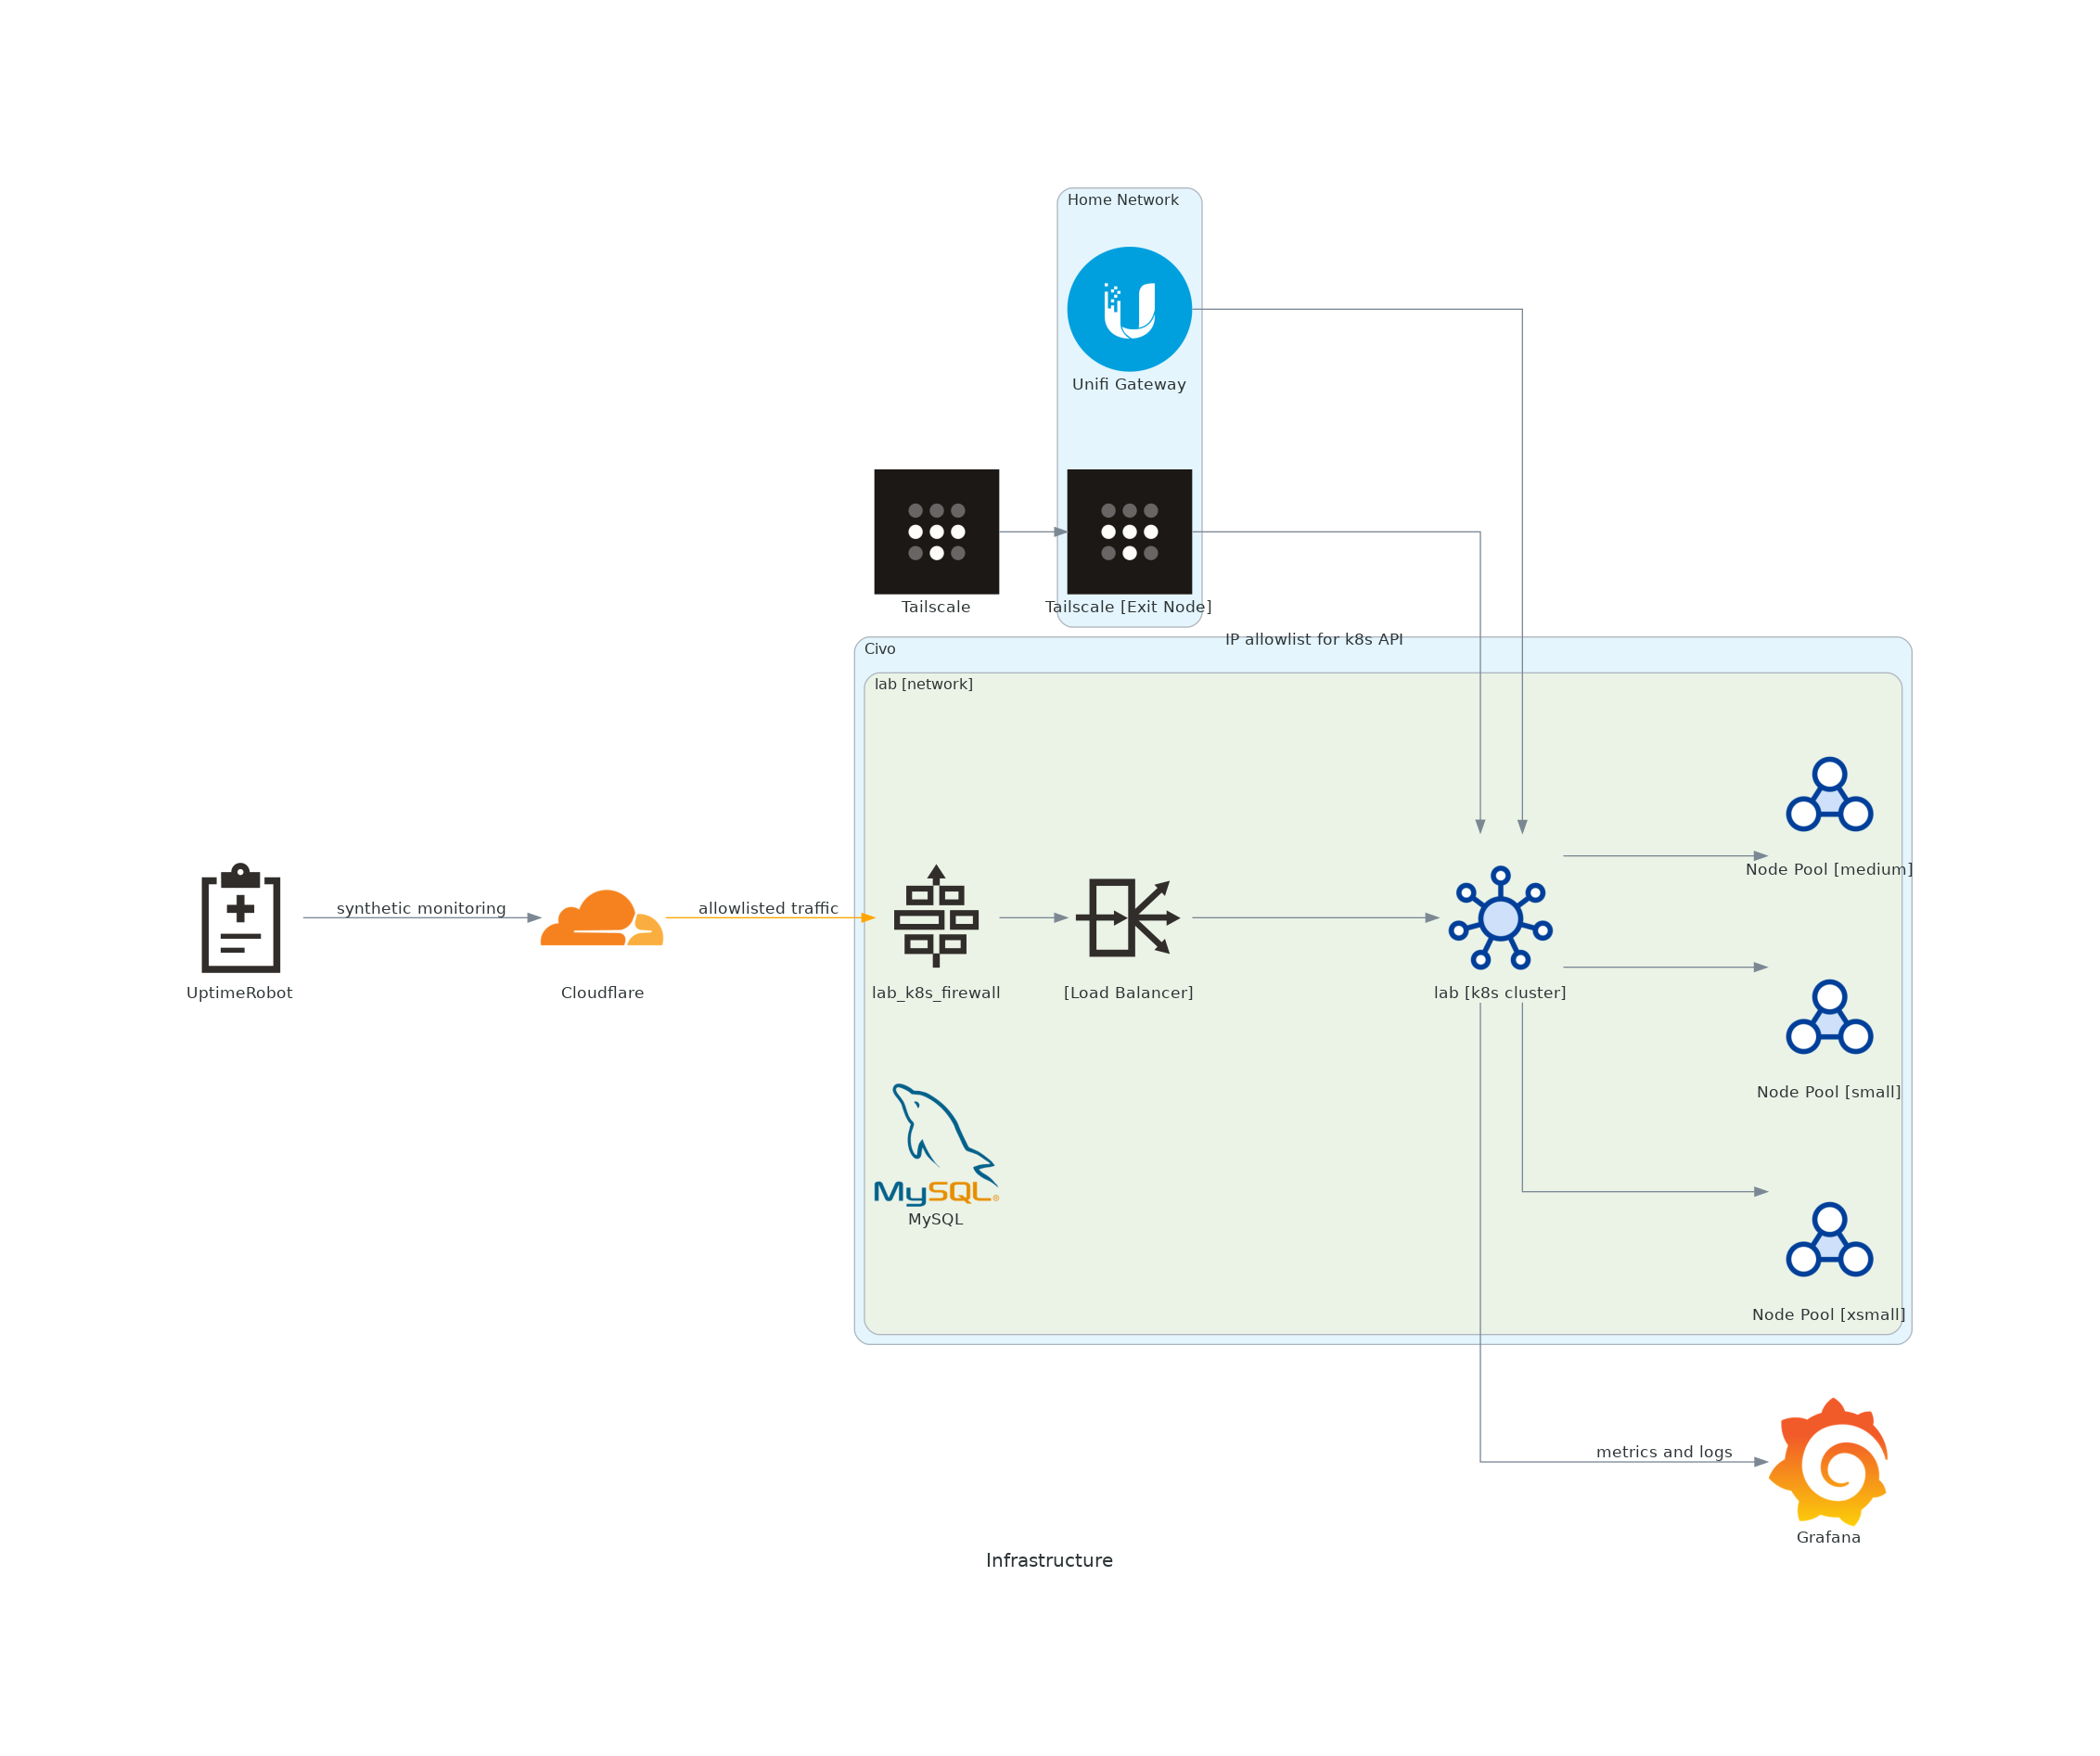 Home Network
Unifi Gateway
Tailscale
Tailscale [Exit Node]
IP allowlist for k8s API
Civo
lab [network]
Node Pool [medium]
synthetic monitoring
allowlisted traffic
UptimeRobot
Cloudflare
lab_k8s_firewall
[Load Balancer]
lab [k8s cluster]
Node Pool [small]
MySQL®
MySQL
Node Pool [xsmall]
metrics and logs
Grafana
Infrastructure